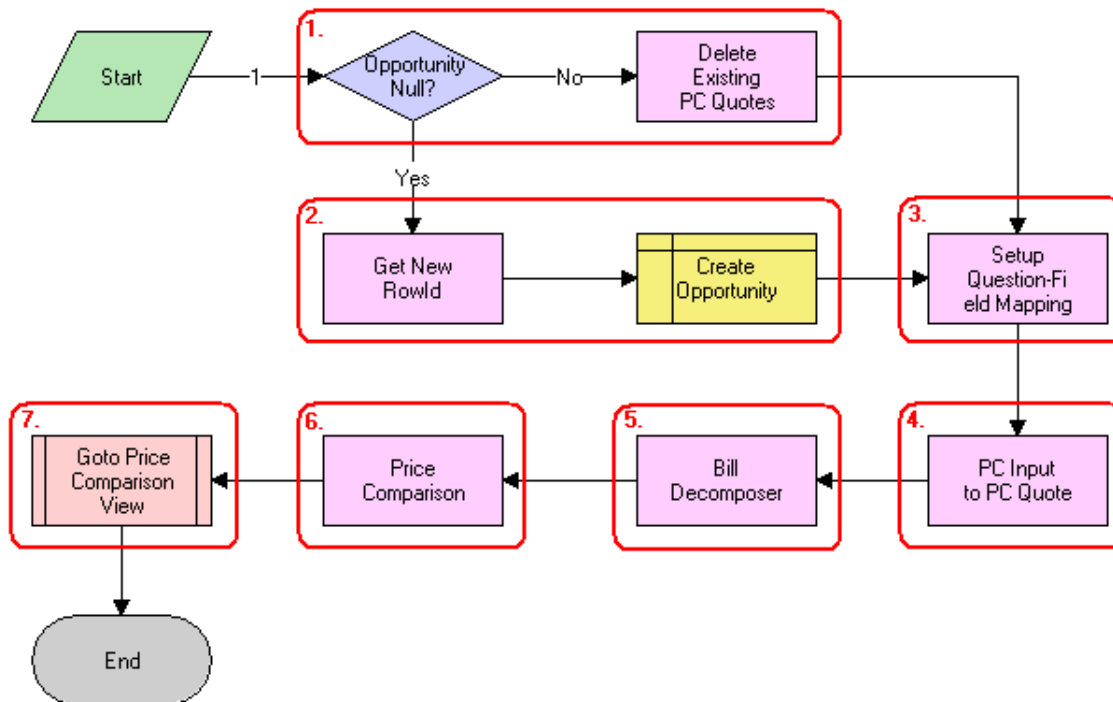 1.
Start
1
Opportunity
Null?
No
Delete
Existing
PC Quotes
Yes
2.
Get New
RowId
Create
Opportunity
3.
Setup
Question-Fi
eld Mapping
7.
Goto Price
Comparison
View
6.
Price
Comparison
5.
Bill
Decomposer
4.
PC Input
to PC Quote
End